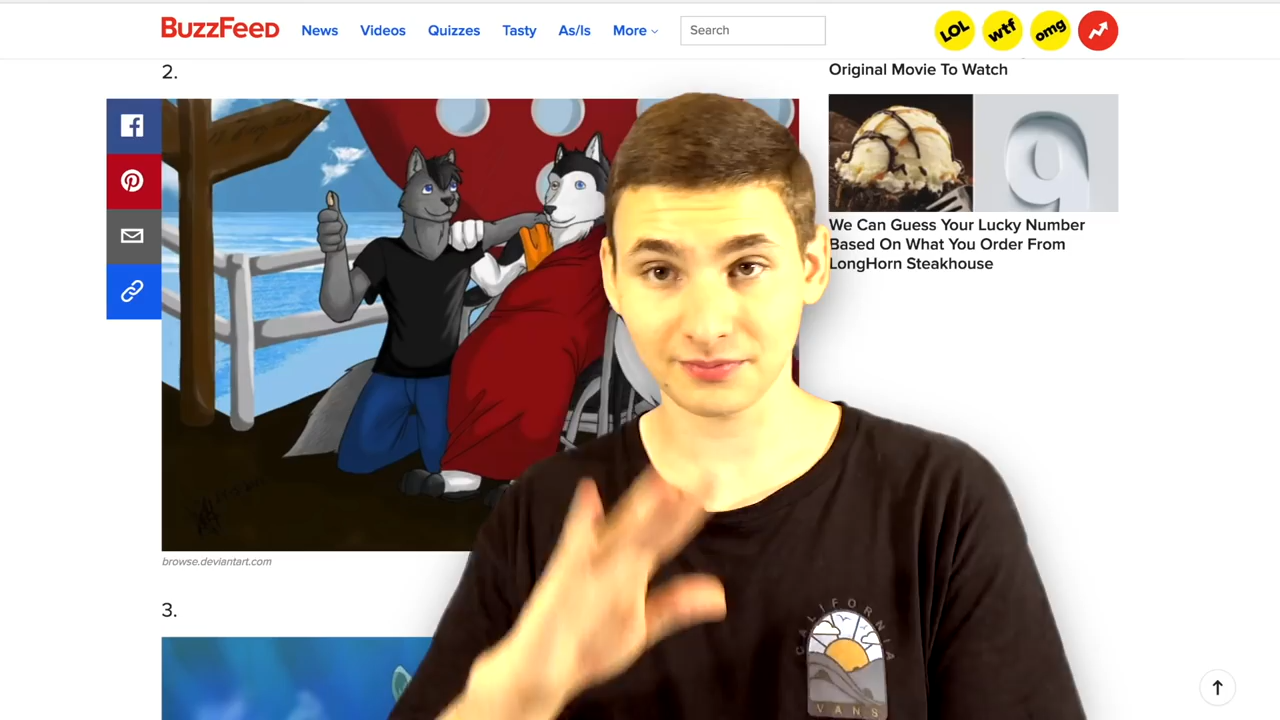 BuzzFeed News Videos Quizzes Tasty As/Is More Search LOL wtf omg
2.
Original Movie To Watch
We Can Guess Your Lucky Number
Based On What You Order From
LongHorn Steakhouse
9
browse.deviantart.com
3.
CALIFORNIA
VANS